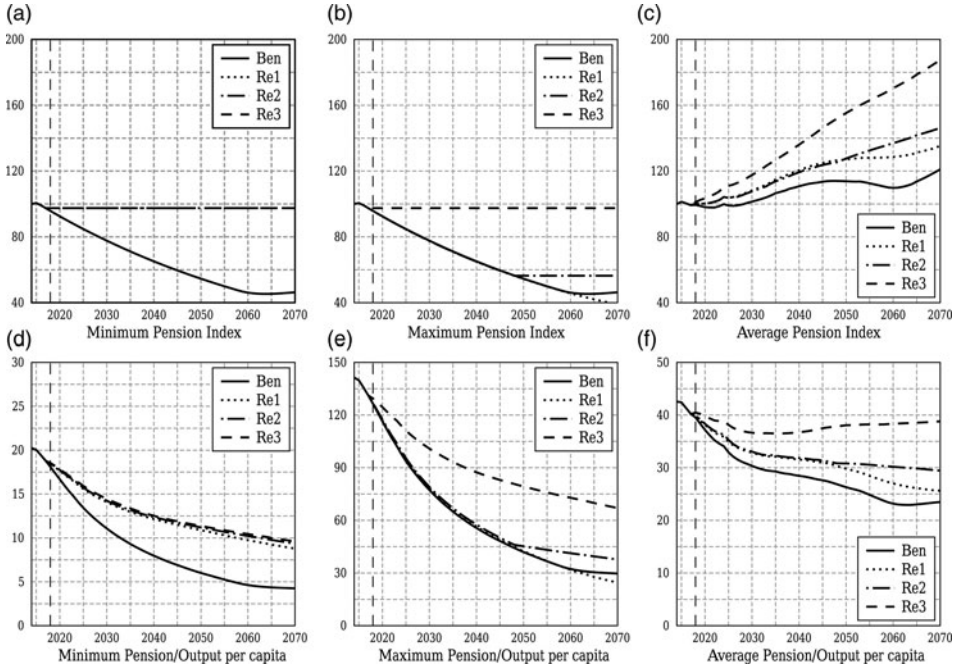 (a) (b) (c)
200 200 200
Ben Ben
Re1 Re1
Re2 Re2
Re3 Re3
160 160 160
120 120 120
80 80 80
Ben
Re1
Re2
Re3
40 40 40
2020 2030 2040 2050 2060 2070 2020 2030 2040 2050 2060 2070 2020 2030 2040 2050 2060 2070
Minimum Pension Index Maximum Pension Index Average Pension Index
(d) (e) (f)
30 150 50
Ben Ben
Re1 Re1
Re2 Re2
Re3 Re3
25 120 40
20 90 30
15 60 20
10 30 10
5
Ben
Re1
Re2
Re3
0 0 0
2020 2030 2040 2050 2060 2070 2020 2030 2040 2050 2060 2070 2020 2030 2040 2050 2060 2070
Minimum Pension/Output per capita Maximum Pension/Output per capita Average Pension/Output per capita